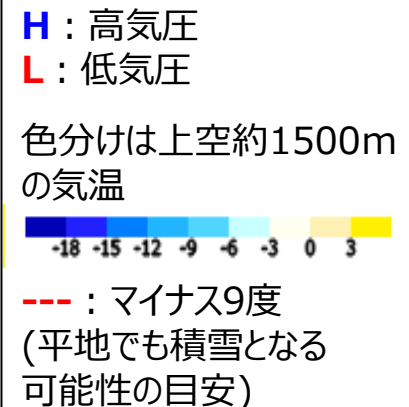 H：高気圧
L：低気圧
色分けは上空約1500m
の気温
-18 -15 -12 -9 -6 -3 0 3
---：マイナス9度
(平地でも積雪となる
可能性の目安)